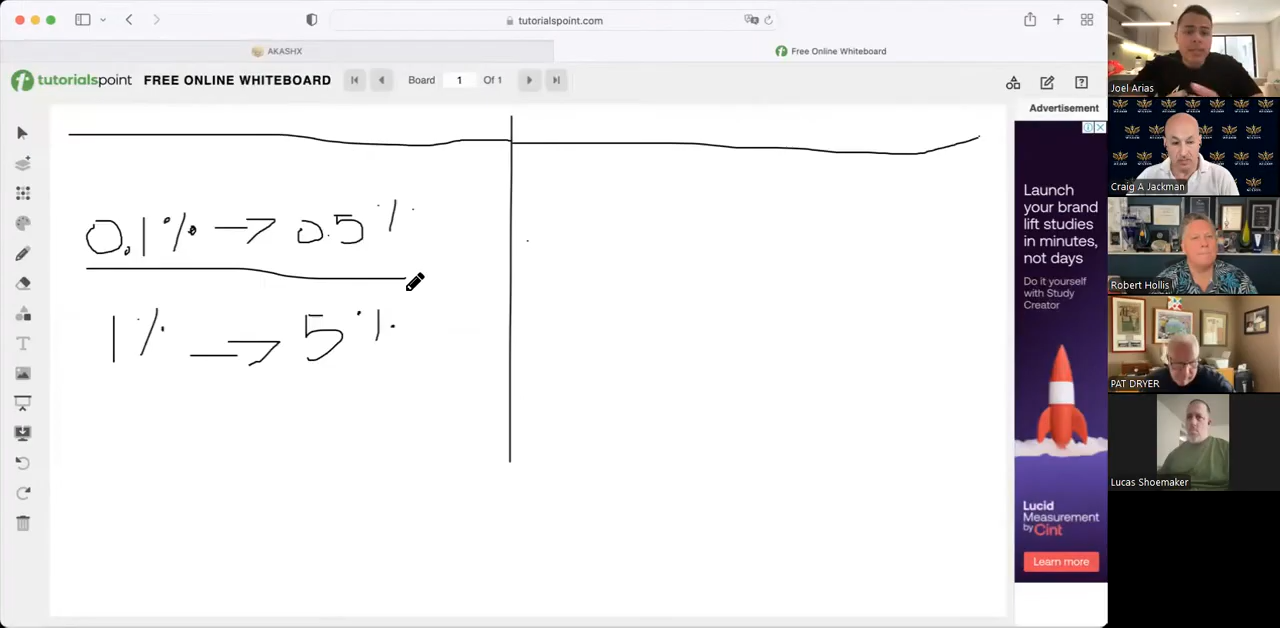 tutorialspoint.com
AKASHX
Free Online Whiteboard
tutorialspoint FREE ONLINE WHITEBOARD
Board 1 Of 1
Advertisement
0.1% → 0.5%
1% → 5%
Launch
your brand
lift studies
in minutes,
not days
Do it yourself
with Study
Creator
Lucid
Measurement
by Cint
Learn more
Joel Arias
Craig A Jackman
Robert Hollis
PAT DRYER
Lucas Shoemaker